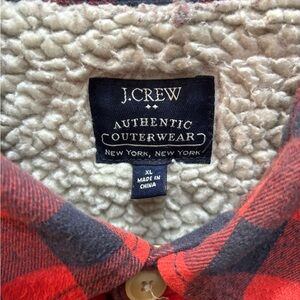 J.CREW
AUTHENTIC
OUTERWEAR
NEW YORK, NEW YORK
XL
MADE IN
CHINA